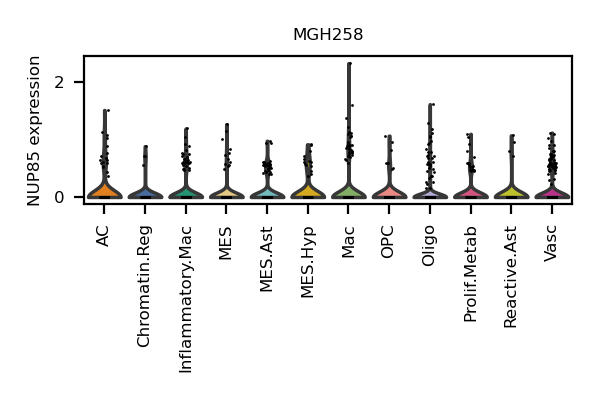 MGH258
NUP85 expression
2
0
AC
Chromatin.Reg
Inflammatory.Mac
MES
MES.Ast
MES.Hyp
Mac
OPC
Oligo
Prolif.Metab
Reactive.Ast
Vasc